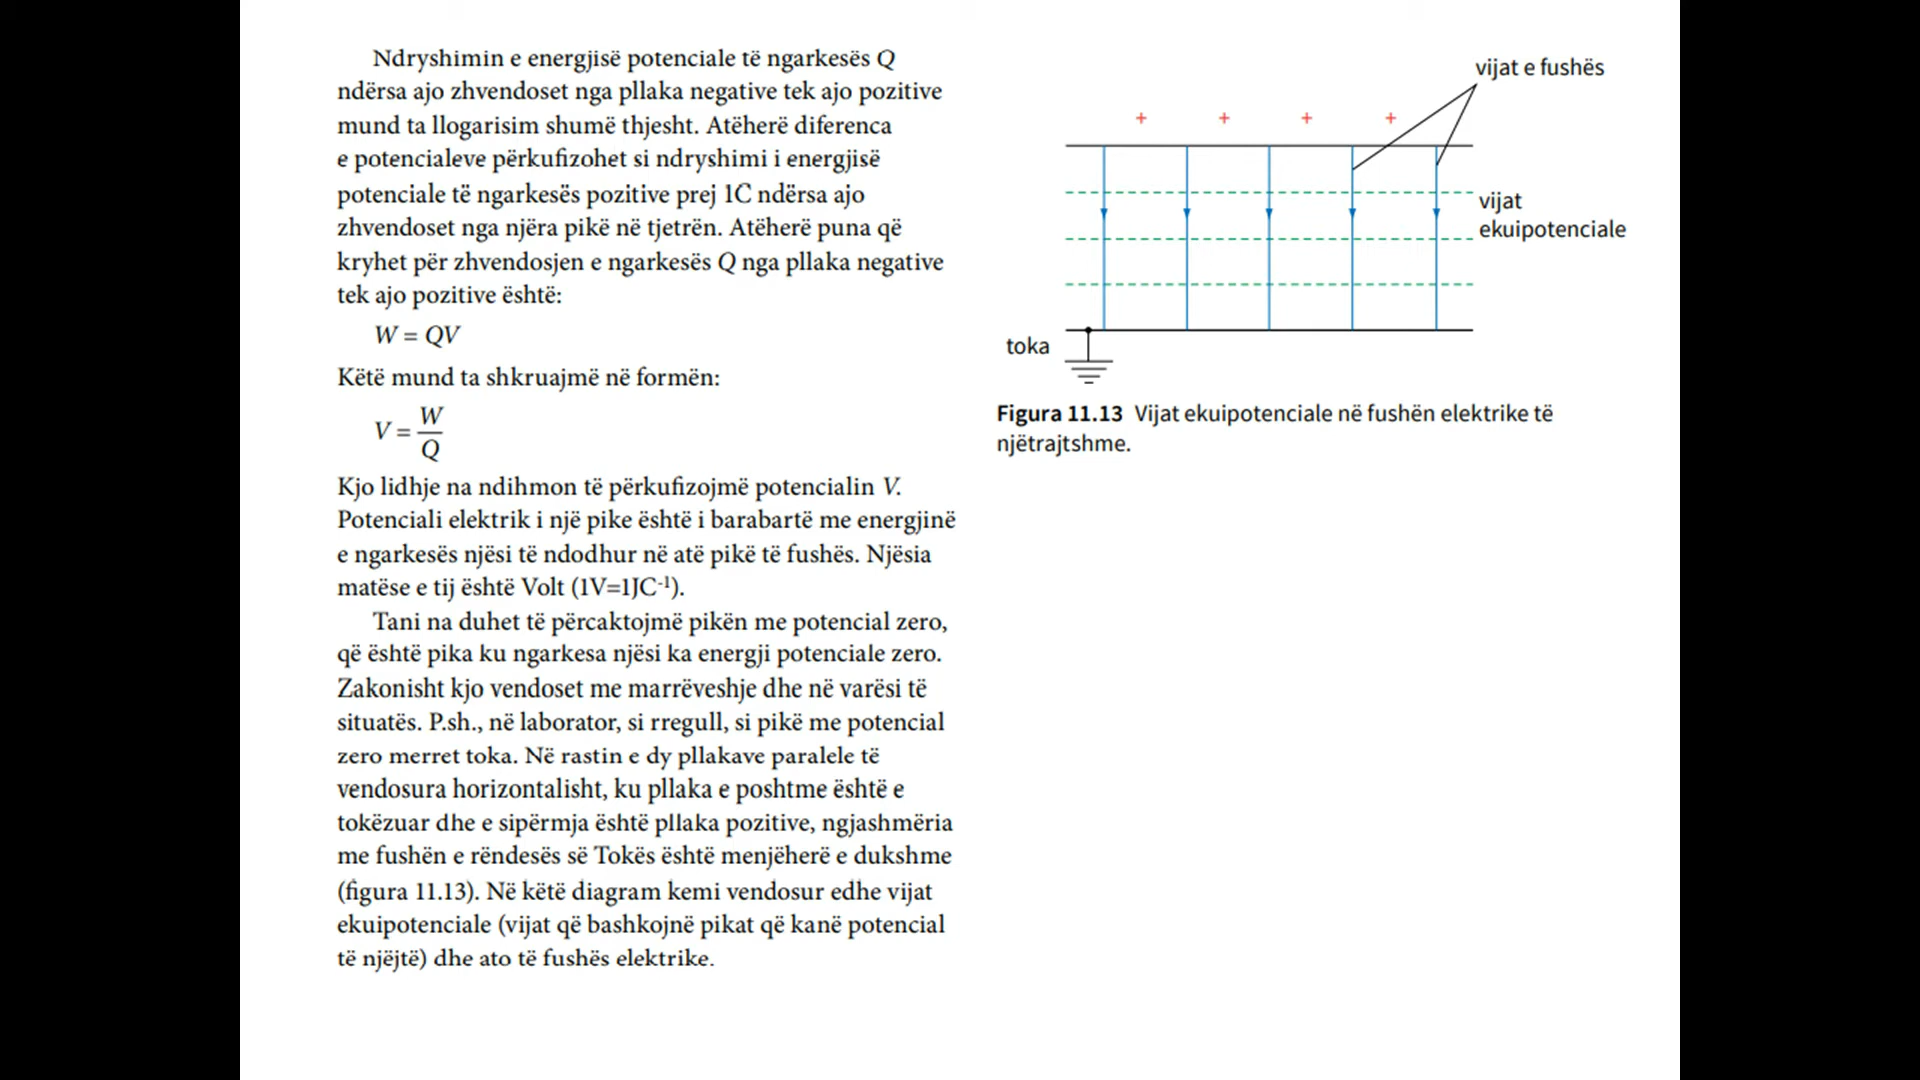 Ndryshimin e energjisë potenciale të ngarkesës Q
ndërsa ajo zhvendoset nga pllaka negative tek ajo pozitive
mund ta llogarisim shumë thjesht. Atëherë diferenca
e potencialeve përkufizohet si ndryshimi i energjisë
potenciale të ngarkesës pozitive prej 1C ndërsa ajo
zhvendoset nga njëra pikë në tjetrën. Atëherë puna që
kryhet për zhvendosjen e ngarkesës Q nga pllaka negative
tek ajo pozitive është:
W = QV
Këtë mund ta shkruajmë në formën:
V = W/Q
Kjo lidhje na ndihmon të përkufizojmë potencialin V.
Potenciali elektrik i një pike është i barabartë me energjinë
e ngarkesës njësi të ndodhur në atë pikë të fushës. Njësia
matëse e tij është Volt (1V=1JC⁻¹).
Tani na duhet të përcaktojmë pikën me potencial zero,
që është pika ku ngarkesa njësi ka energji potenciale zero.
Zakonisht kjo vendoset me marrëveshje dhe në varësi të
situatës. P.sh., në laborator, si rregull, si pikë me potencial
zero merret toka. Në rastin e dy pllakave paralele të
vendosura horizontalisht, ku pllaka e poshtme është e
tokëzuar dhe e sipërmja është pllaka pozitive, ngjashmëria
me fushën e rëndesës së Tokës është menjëherë e dukshme
(figura 11.13). Në këtë diagram kemi vendosur edhe vijat
ekuipotenciale (vijat që bashkojnë pikat që kanë potencial
të njëjtë) dhe ato të fushës elektrike.
vijat e fushës
+ + + +
vijat
ekuipotenciale
toka
Figura 11.13 Vijat ekuipotenciale në fushën elektrike të
njëtrajtshme.